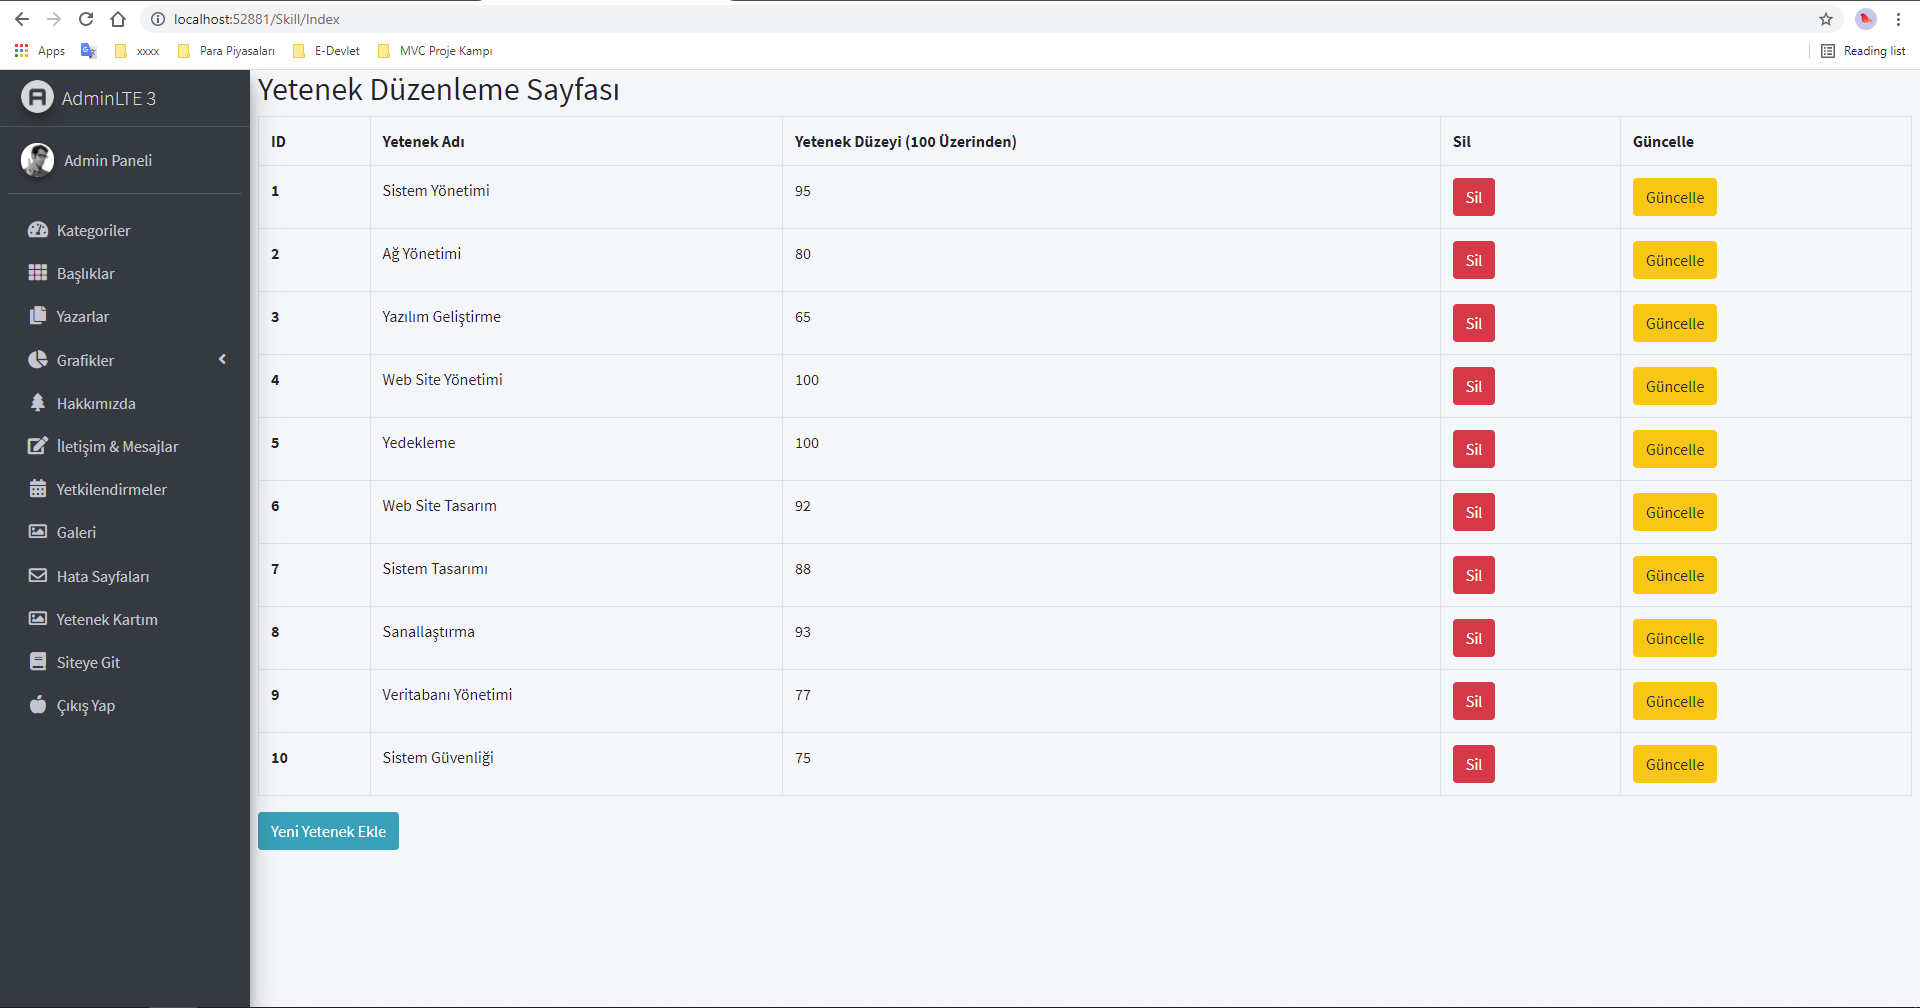 localhost:52881/Skill/Index
Apps xxxx Para Piyasaları E-Devlet MVC Proje Kampı Reading list
AdminLTE 3
Admin Paneli
Kategoriler
Başlıklar
Yazarlar
Grafikler
Hakkımızda
İletişim & Mesajlar
Yetkilendirmeler
Galeri
Hata Sayfaları
Yetenek Kartım
Siteye Git
Çıkış Yap
Yetenek Düzenleme Sayfası
ID Yetenek Adı Yetenek Düzeyi (100 Üzerinden) Sil Güncelle
1 Sistem Yönetimi 95 Sil Güncelle
2 Ağ Yönetimi 80 Sil Güncelle
3 Yazılım Geliştirme 65 Sil Güncelle
4 Web Site Yönetimi 100 Sil Güncelle
5 Yedekleme 100 Sil Güncelle
6 Web Site Tasarım 92 Sil Güncelle
7 Sistem Tasarımı 88 Sil Güncelle
8 Sanallaştırma 93 Sil Güncelle
9 Veritabanı Yönetimi 77 Sil Güncelle
10 Sistem Güvenliği 75 Sil Güncelle
Yeni Yetenek Ekle